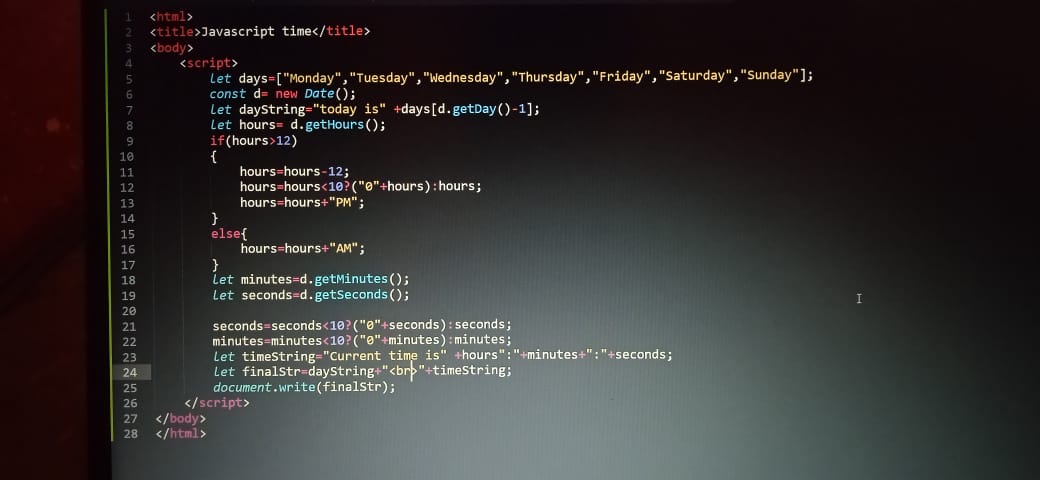 1 <html>
2 <title>Javascript time</title>
3 <body>
4 <script>
5 let days=["Monday","Tuesday","Wednesday","Thursday","Friday","Saturday","Sunday"];
6 const d= new Date();
7 let dayString="today is" +days[d.getDay()-1];
8 let hours= d.getHours();
9 if(hours>12)
10 {
11 hours=hours-12;
12 hours=hours<10?("0"+hours):hours;
13 hours=hours+"PM";
14 }
15 else{
16 hours=hours+"AM";
17 }
18 let minutes=d.getMinutes();
19 let seconds=d.getSeconds();
20
21 seconds=seconds<10?("0"+seconds):seconds;
22 minutes=minutes<10?("0"+minutes):minutes;
23 let timeString="Current time is" +hours":"+minutes+":"+seconds;
24 let finalStr=dayString+"<br>"+timeString;
25 document.write(finalStr);
26 </script>
27 </body>
28 </html>